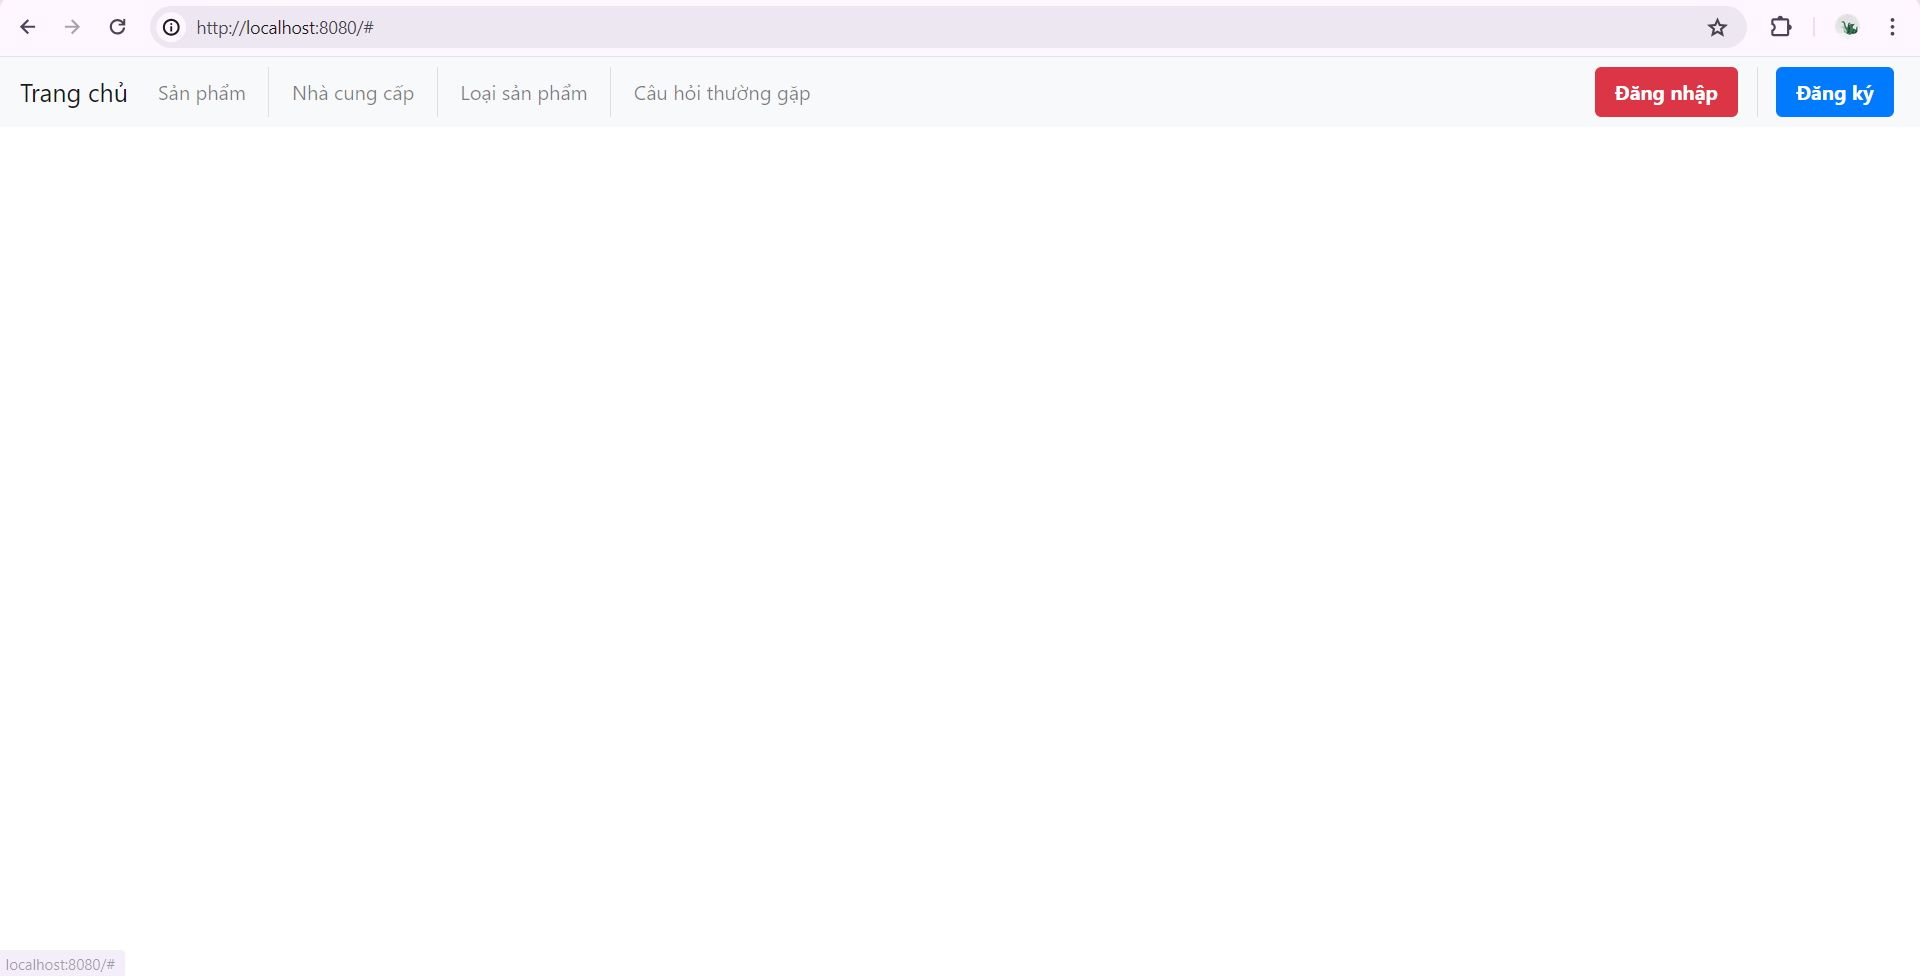 http://localhost:8080/#
Trang chủ Sản phẩm Nhà cung cấp Loại sản phẩm Câu hỏi thường gặp Đăng nhập Đăng ký
localhost:8080/#